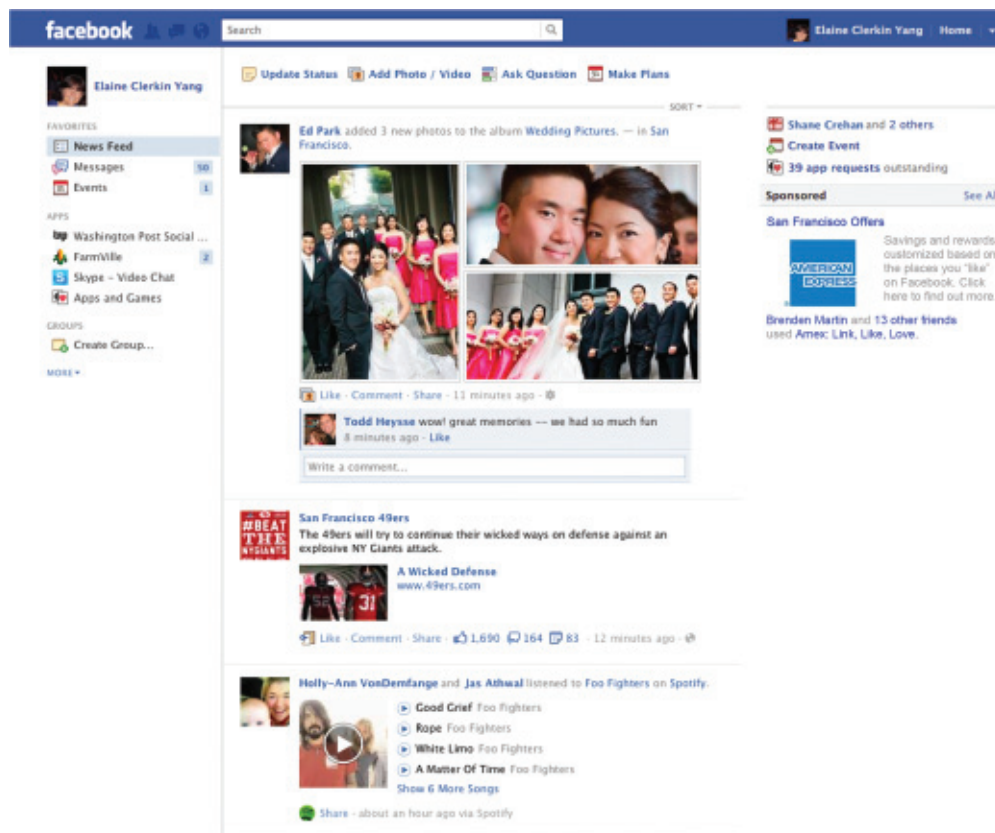 facebook
Search
Elaine Clerkin Yang
Home
Elaine Clerkin Yang
FAVORITES
News Feed
Messages 50
Events 1
APPS
Washington Post Social ...
FarmVille 2
Skype – Video Chat
Apps and Games
GROUPS
Create Group...
MORE
Update Status Add Photo / Video Ask Question Make Plans
SORT
Ed Park added 3 new photos to the album Wedding Pictures. — in San
Francisco.
Like · Comment · Share · 11 minutes ago ·
Todd Heysse wow! great memories -- we had so much fun
8 minutes ago · Like
Write a comment...
#BEAT
THE
NYGIANTS
San Francisco 49ers
The 49ers will try to continue their wicked ways on defense against an
explosive NY Giants attack.
52
31
A Wicked Defense
www.49ers.com
Like · Comment · Share · 1,690 164 83 · 12 minutes ago ·
Holly-Ann VonDemfange and Jas Athwal listened to Foo Fighters on Spotify.
Good Grief Foo Fighters
Rope Foo Fighters
White Limo Foo Fighters
A Matter Of Time Foo Fighters
Show 6 More Songs
Share · about an hour ago via Spotify
Shane Crehan and 2 others
Create Event
39 app requests outstanding
Sponsored See Al
San Francisco Offers
AMERICAN
EXPRESS
Savings and rewards
customized based on
the places you "like"
on Facebook. Click
here to find out more.
Brenden Martin and 13 other friends
used Amex: Link, Like, Love.